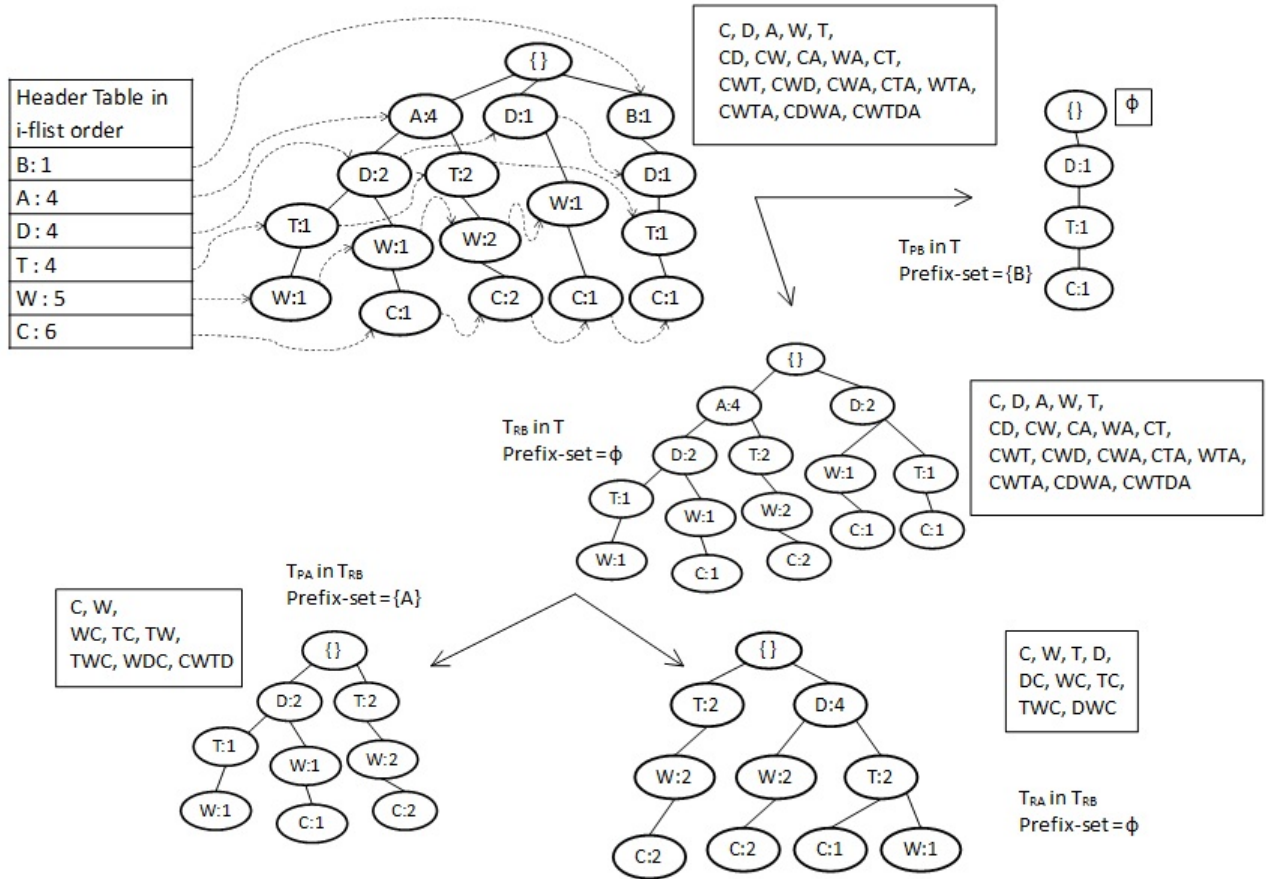 C, D, A, W, T,
CD, CW, CA, WA, CT,
CWT, CWD, CWA, CTA, WTA,
CWTA, CDWA, CWTDA
Header Table in
i-flist order
B: 1
A : 4
D : 4
T : 4
W : 5
C : 6
{ }
A:4 D:1 B:1
D:2 T:2 D:1
W:1
T:1 W:1 W:2 T:1
W:1 C:1 C:2 C:1 C:1
{ } ϕ
D:1
T:1
C:1
TPB in T
Prefix-set = {B}
TRB in T
Prefix-set = ϕ
{ }
A:4 D:2
D:2 T:2 W:1 T:1
T:1 W:1 W:2 C:1 C:1
W:1 C:1 C:2
C, D, A, W, T,
CD, CW, CA, WA, CT,
CWT, CWD, CWA, CTA, WTA,
CWTA, CDWA, CWTDA
TPA in TRB
Prefix-set = {A}
C, W,
WC, TC, TW,
TWC, WDC, CWTD
{ }
D:2 T:2
T:1 W:1 W:2
W:1 C:1 C:2
{ }
T:2 D:4
W:2 W:2 T:2
C:2 C:2 C:1 W:1
C, W, T, D,
DC, WC, TC,
TWC, DWC
TRA in TRB
Prefix-set = ϕ